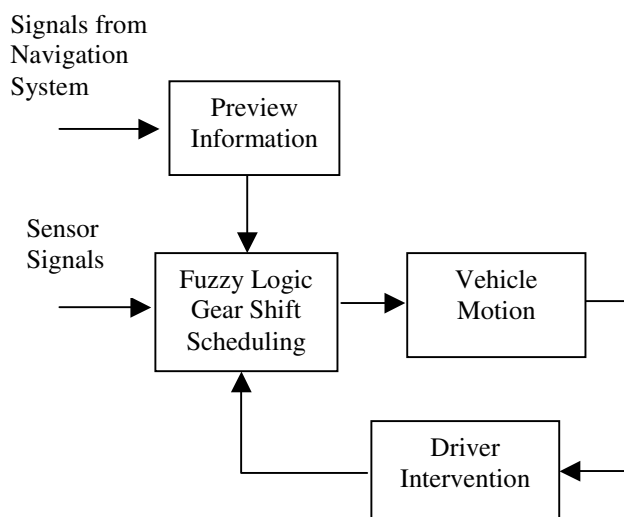 Signals from
Navigation
System
Preview
Information
Sensor
Signals
Fuzzy Logic
Gear Shift
Scheduling
Vehicle
Motion
Driver
Intervention